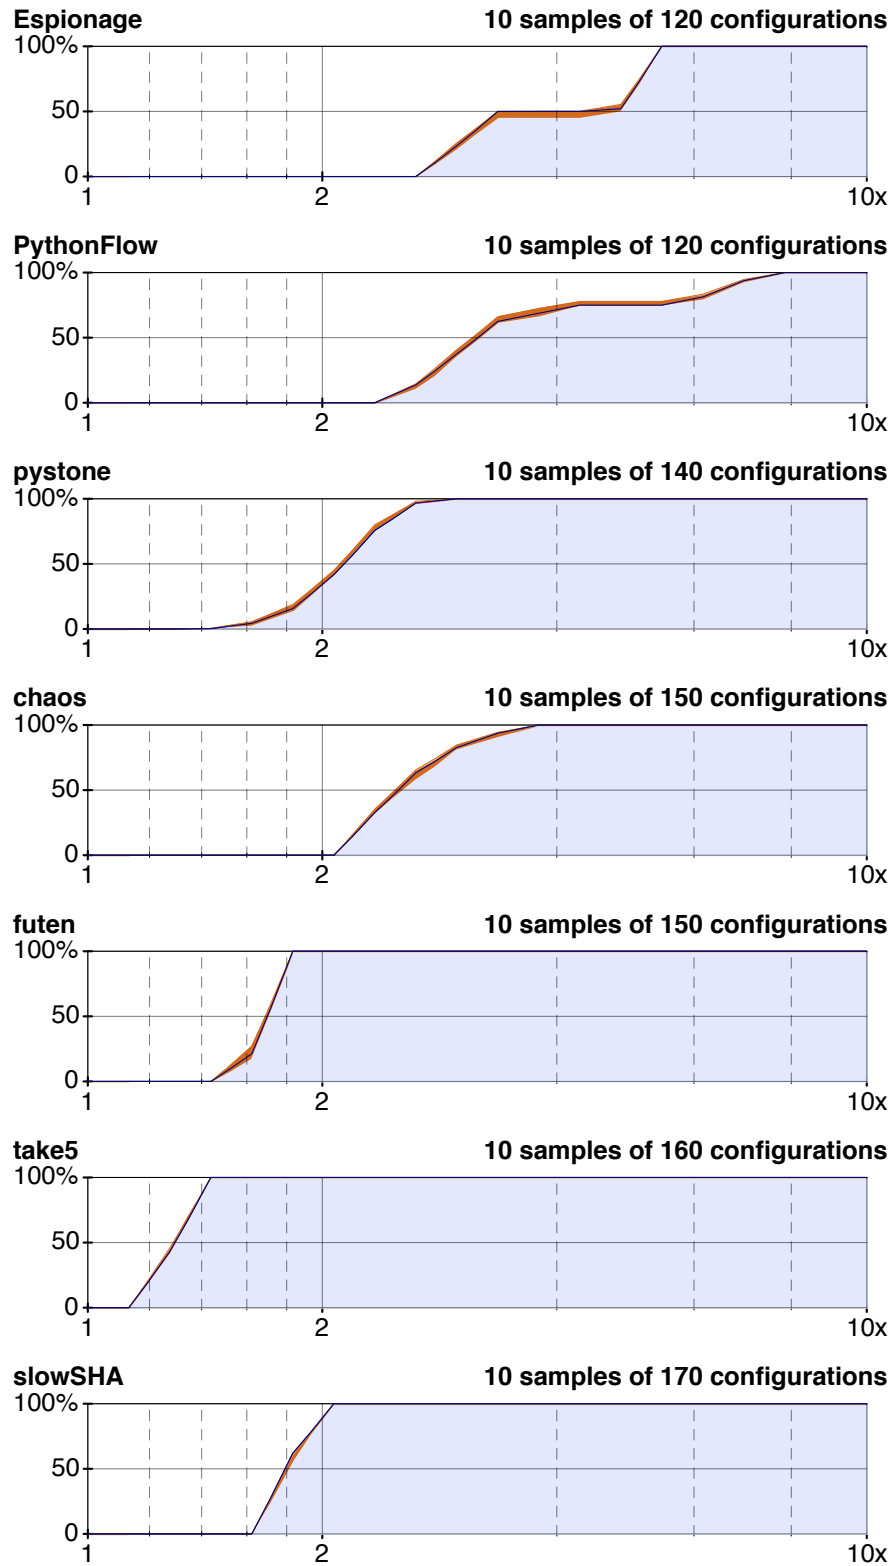 Espionage 10 samples of 120 configurations
100%
50
0
1 2 10x
PythonFlow 10 samples of 120 configurations
100%
50
0
1 2 10x
pystone 10 samples of 140 configurations
100%
50
0
1 2 10x
chaos 10 samples of 150 configurations
100%
50
0
1 2 10x
futen 10 samples of 150 configurations
100%
50
0
1 2 10x
take5 10 samples of 160 configurations
100%
50
0
1 2 10x
slowSHA 10 samples of 170 configurations
100%
50
0
1 2 10x